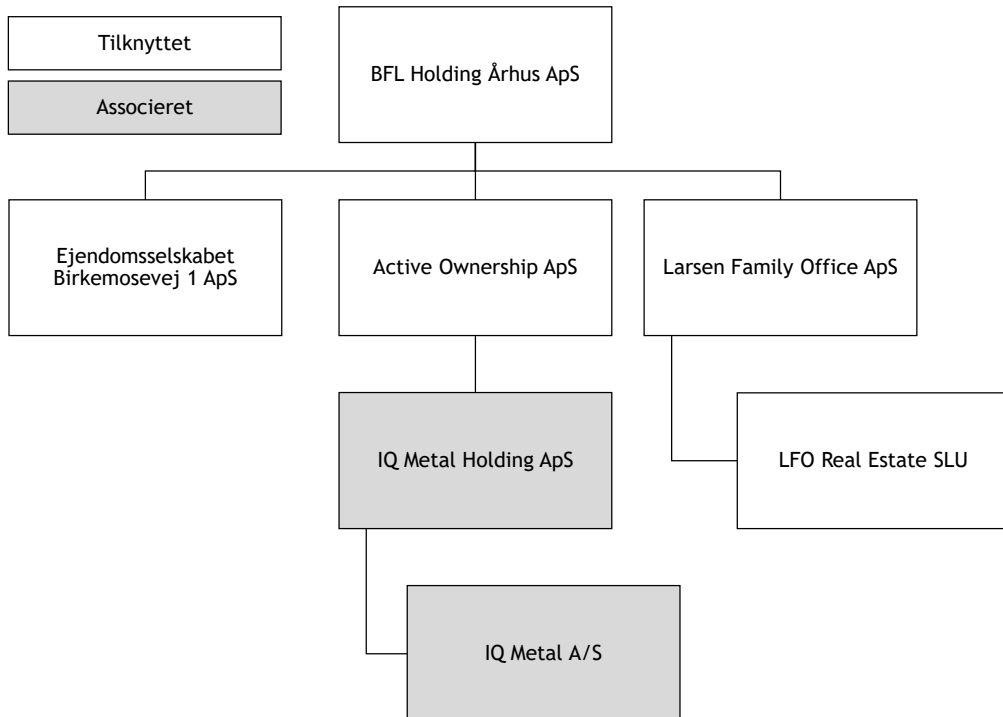 Tilknyttet
Associeret
BFL Holding Århus ApS
Ejendomsselskabet
Birkemosevej 1 ApS
Active Ownership ApS
Larsen Family Office ApS
IQ Metal Holding ApS
LFO Real Estate SLU
IQ Metal A/S